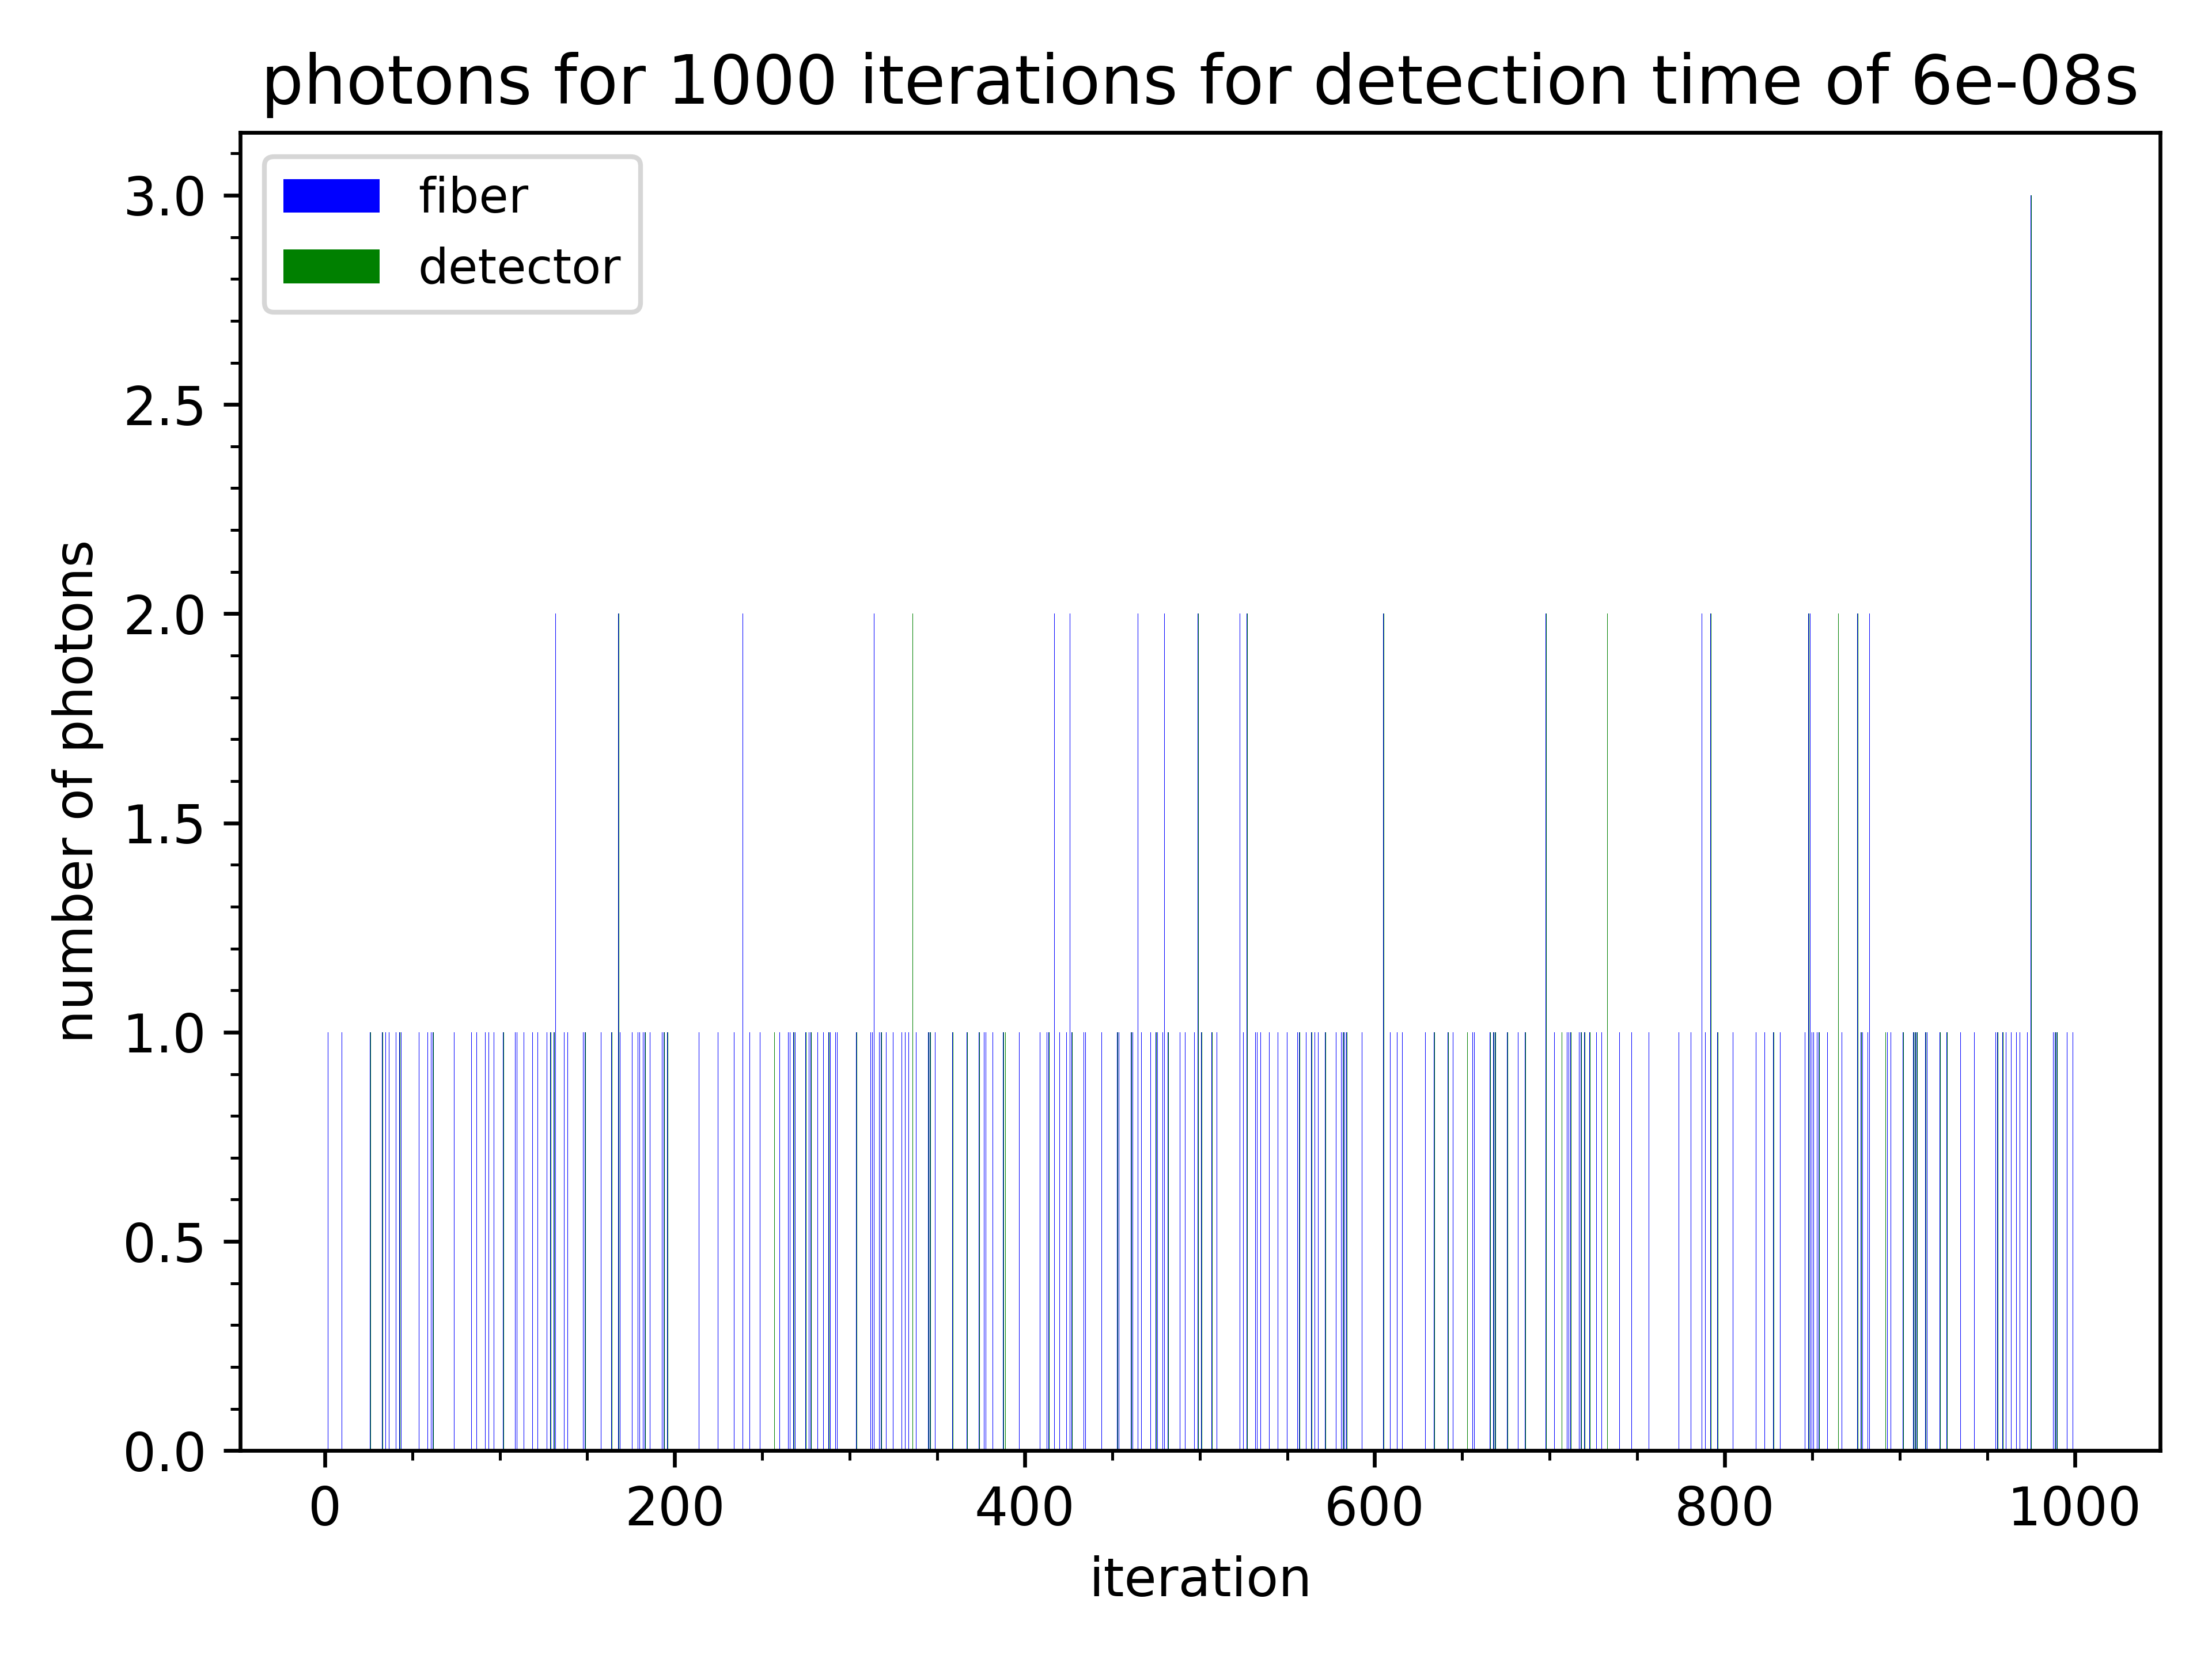 photons for 1000 iterations for detection time of 6e-08s
fiber
detector
3.0
2.5
2.0
1.5
1.0
0.5
0.0
number of photons
0 200 400 600 800 1000
iteration